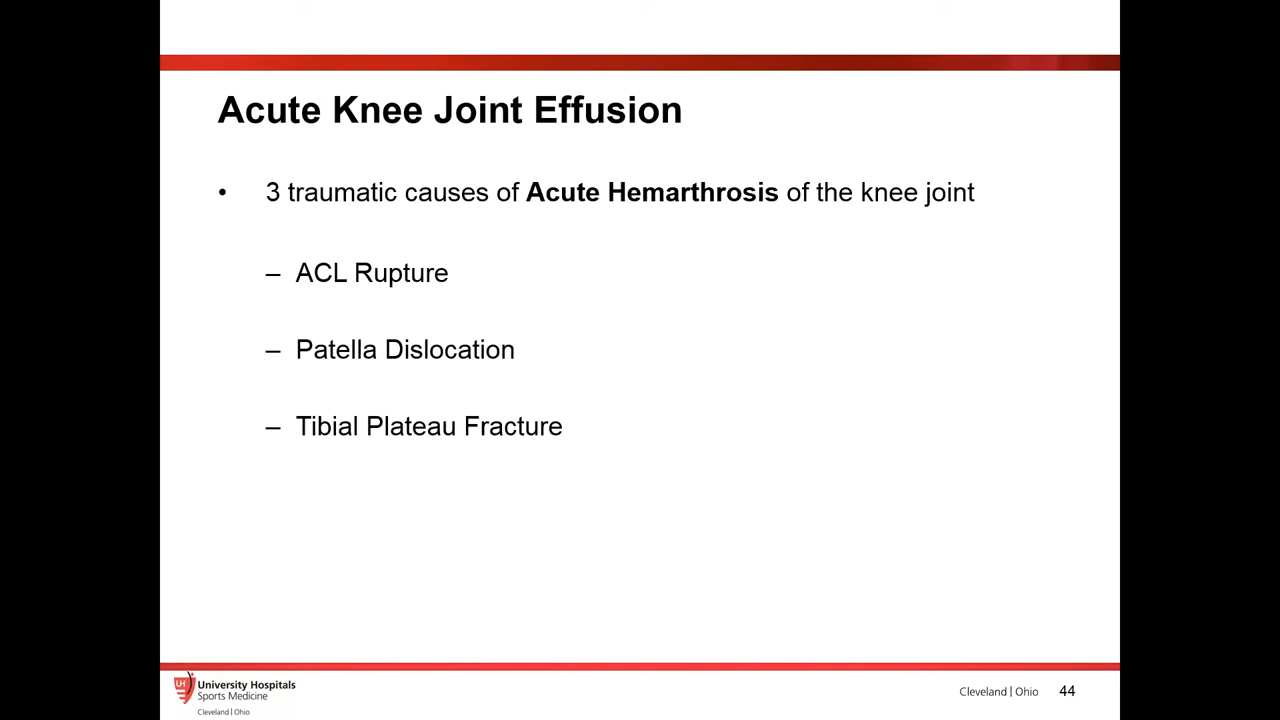 Acute Knee Joint Effusion
• 3 traumatic causes of Acute Hemarthrosis of the knee joint
– ACL Rupture
– Patella Dislocation
– Tibial Plateau Fracture
UH University Hospitals
Sports Medicine
Cleveland | Ohio
Cleveland | Ohio 44